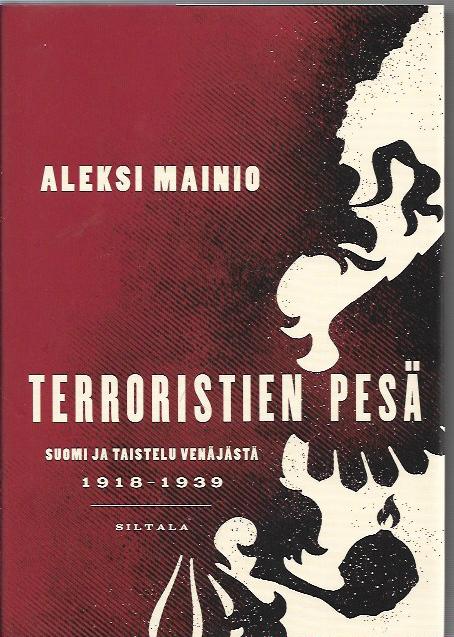 ALEKSI MAINIO
TERRORISTIEN PESÄ
SUOMI JA TAISTELU VENÄJÄSTÄ
1918-1939
SILTALA